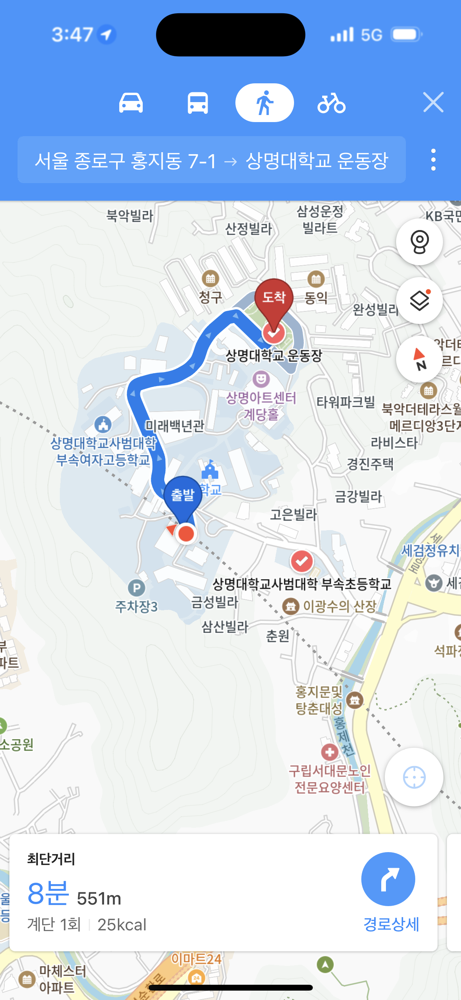 3:47
5G
서울 종로구 홍지동 7-1 → 상명대학교 운동장
북악빌라
산정빌라
삼성운정
빌라트
KB국민
청구
도착
동익
완성빌라
상명대학교 운동장
N
상명아트센터
계당홀
타워파크빌
북악더테라스
메르디앙3단지
라비스타
미래백년관
상명대학교사범대학
부속여자고등학교
경진주택
학교
출발
금강빌라
고은빌라
세검정유치
상명대학교사범대학 부속초등학교
P
주차장3
금성빌라
이광수의 산장
삼산빌라
춘원
부
파트
석파정
홍지문및
탕춘대성
홍제천
소공원
구립서대문노인
전문요양센터
최단거리
8분 551m
계단 1회 25kcal
경로상세
이마트24
24
마체스터
아파트
순환로